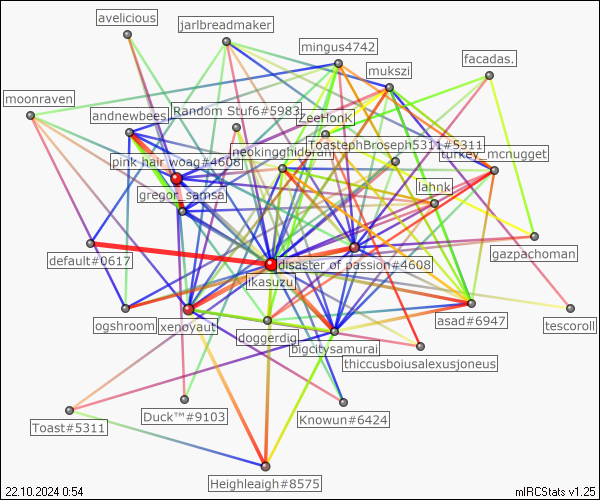 avelicious
jarlbreadmaker
mingus4742
mukszi
facadas.
moonraven
andnewbees
Random Stuf6#5983
ZeeHonk
ToastephBroseph5311#5311
neokingghidorah
turkey_mcnugget
pink hair woag#4608
gregor_samsa
lahnk
default#0617
disaster of passion#4608
gazpachoman
ikasuzu
ogshroom
xenoyaut
doggerdig
bigcitysamurai
asad#6947
tescoroll
thiccusboiusalexusjoneus
Toast#5311
Duck™#9103
Knowun#6424
Heighleaigh#8575
22.10.2024 0:54
mIRCStats v1.25